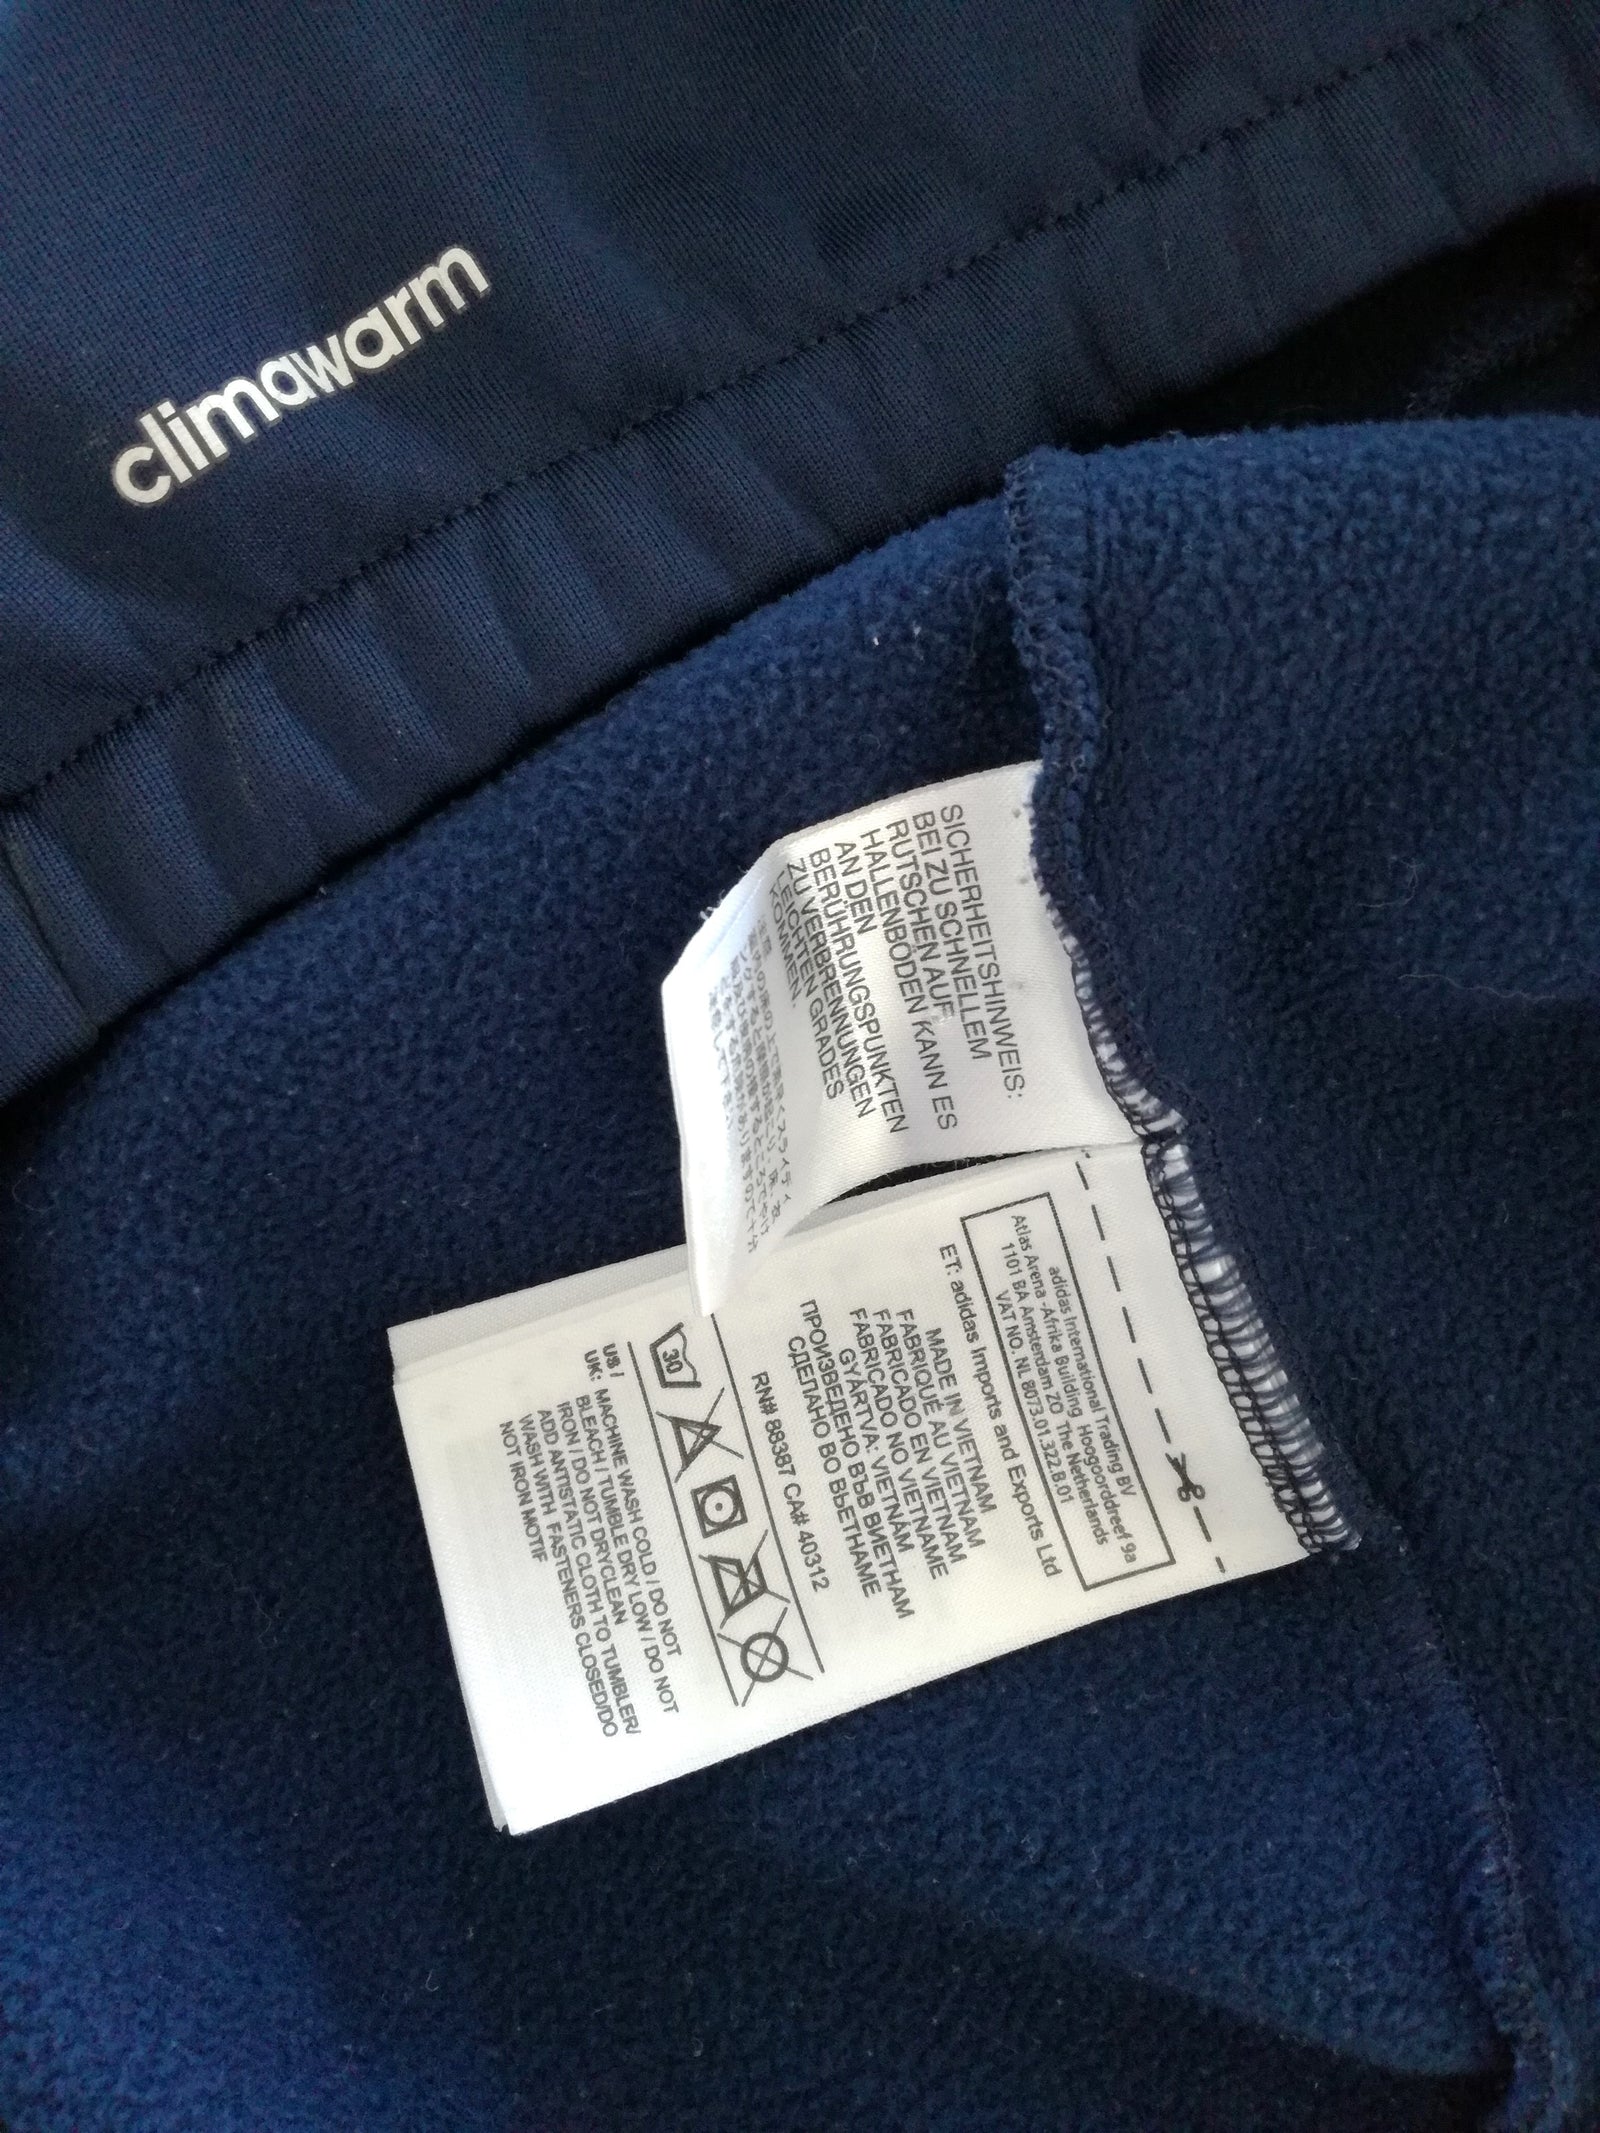 climawarm
SICHERHEITSHINWEIS:
BEI ZU SCHNELLEM
RUTSCHEN AUF
HALLENBÖDEN KANN ES
AN DEN
BERÜHRUNGSPUNKTEN
ZU VERBRENNUNGEN
LEICHTEN GRADES
KOMMEN.
adidas International Trading BV
Atlas Arena -Afrika Building Hoogoorddreef 9a
1101 BA Amsterdam ZO The Netherlands
VAT NO. NL 8073.01.322.B.01
ET: adidas Imports and Exports Ltd
MADE IN VIETNAM
FABRIQUÉ AU VIETNAM
FABRICADO EN VIETNAM
FABRICADO NO VIETNAME
GYÁRTVA: VIETNÁM
ПРОИЗВЕДЕНО ВЪВ ВИЕТНАМ
СДЕЛАНО ВО ВЬЕТНАМЕ
RN# 88387 CA# 40312
30
US /
UK: MACHINE WASH COLD / DO NOT
BLEACH / TUMBLE DRY LOW / DO NOT
IRON / DO NOT DRYCLEAN
ADD ANTISTATIC CLOTH TO TUMBLER/
WASH WITH FASTENERS CLOSED/DO
NOT IRON MOTIF